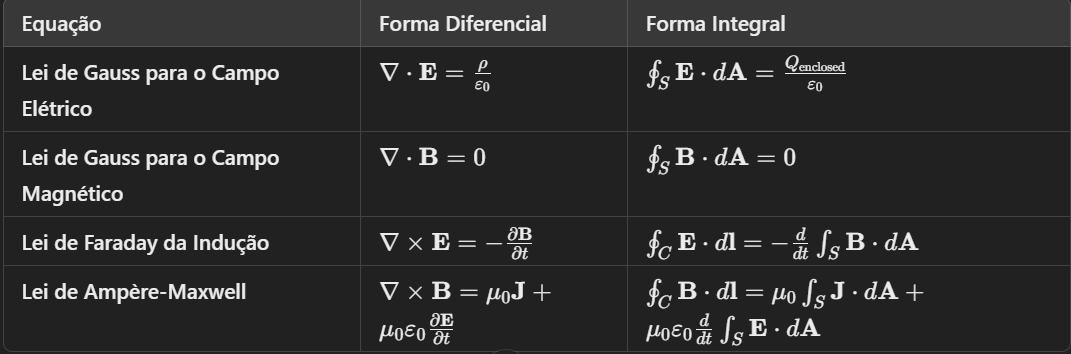 Equação Forma Diferencial Forma Integral
Lei de Gauss para o Campo Elétrico ∇ · E = ρ/ε₀ ∮_S E · dA = Q_enclosed/ε₀
Lei de Gauss para o Campo Magnético ∇ · B = 0 ∮_S B · dA = 0
Lei de Faraday da Indução ∇ × E = −∂B/∂t ∮_C E · dl = −d/dt ∫_S B · dA
Lei de Ampère-Maxwell ∇ × B = μ₀J + μ₀ε₀ ∂E/∂t ∮_C B · dl = μ₀ ∫_S J · dA + μ₀ε₀ d/dt ∫_S E · dA